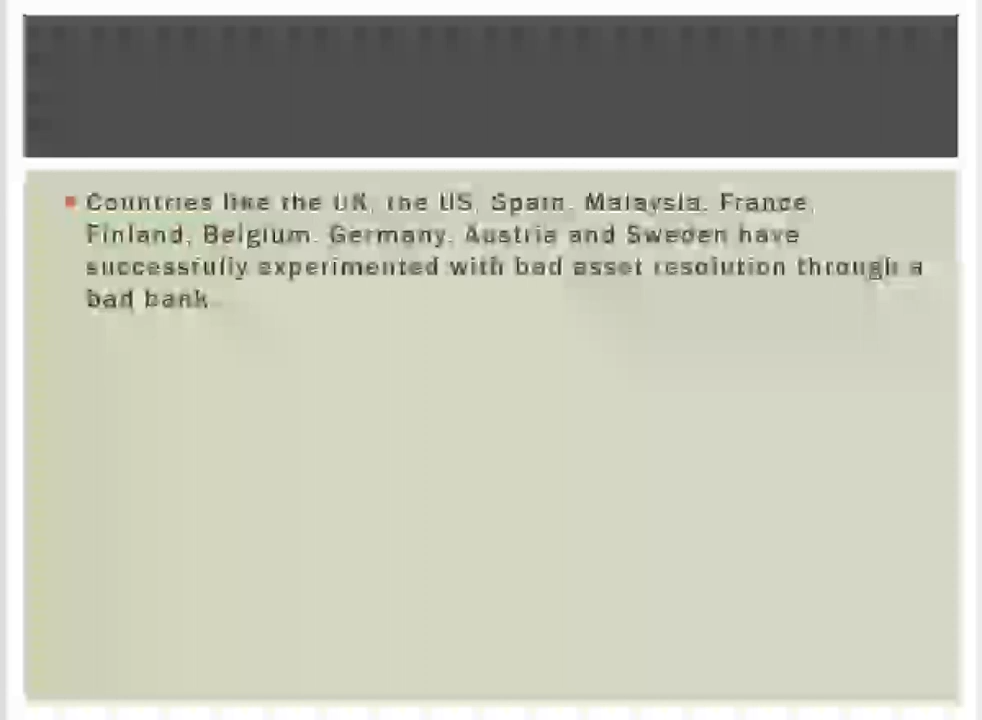 Countries like the UK, the US, Spain, Malaysia, France,
Finland, Belgium, Germany, Austria and Sweden have
successfully experimented with bad asset resolution through a
bad bank.